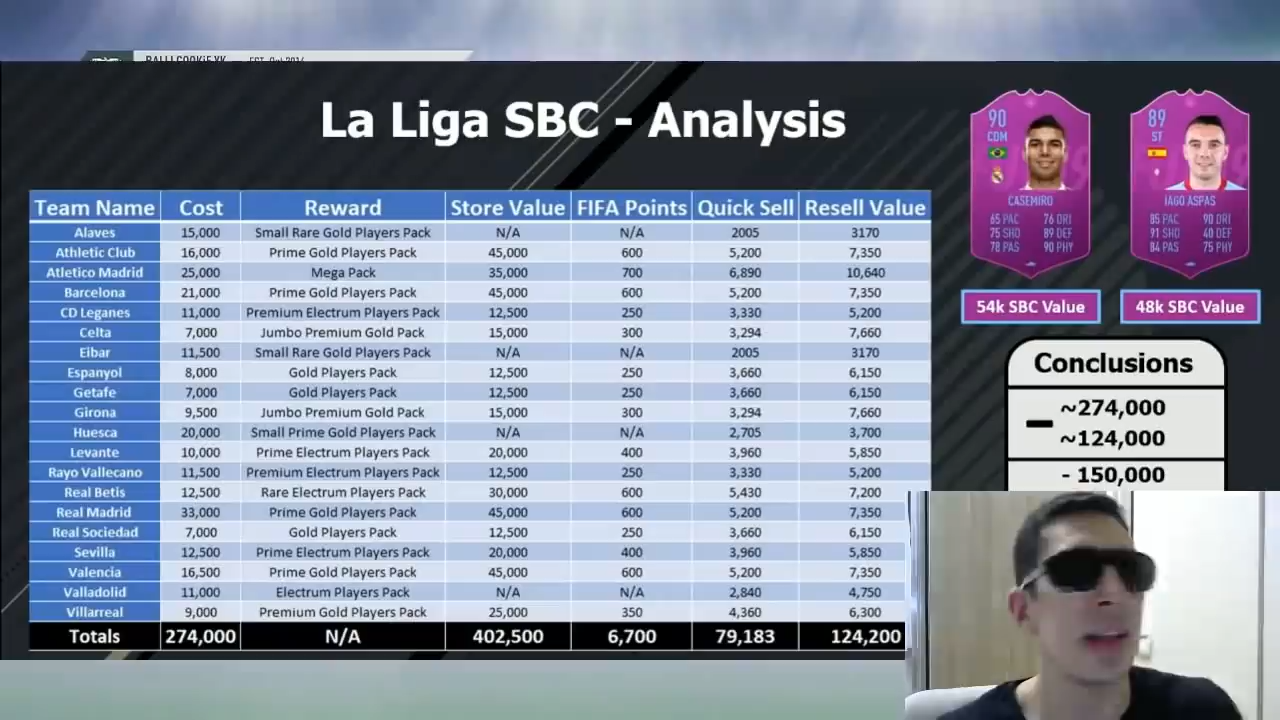 BALLLCOOKiE YK — EST. Oct 2014
La Liga SBC - Analysis
90
CDM
CASEMIRO
65 PAC 76 DRI
75 SHO 89 DEF
78 PAS 90 PHY
54k SBC Value
89
ST
IAGO ASPAS
85 PAC 90 DRI
91 SHO 40 DEF
84 PAS 75 PHY
48k SBC Value
Team Name Cost Reward Store Value FIFA Points Quick Sell Resell Value
Alaves 15,000 Small Rare Gold Players Pack N/A N/A 2005 3170
Athletic Club 16,000 Prime Gold Players Pack 45,000 600 5,200 7,350
Atletico Madrid 25,000 Mega Pack 35,000 700 6,890 10,640
Barcelona 21,000 Prime Gold Players Pack 45,000 600 5,200 7,350
CD Leganes 11,000 Premium Electrum Players Pack 12,500 250 3,330 5,200
Celta 7,000 Jumbo Premium Gold Pack 15,000 300 3,294 7,660
Eibar 11,500 Small Rare Gold Players Pack N/A N/A 2005 3170
Espanyol 8,000 Gold Players Pack 12,500 250 3,660 6,150
Getafe 7,000 Gold Players Pack 12,500 250 3,660 6,150
Girona 9,500 Jumbo Premium Gold Pack 15,000 300 3,294 7,660
Huesca 20,000 Small Prime Gold Players Pack N/A N/A 2,705 3,700
Levante 10,000 Prime Electrum Players Pack 20,000 400 3,960 5,850
Rayo Vallecano 11,500 Premium Electrum Players Pack 12,500 250 3,330 5,200
Real Betis 12,500 Rare Electrum Players Pack 30,000 600 5,430 7,200
Real Madrid 33,000 Prime Gold Players Pack 45,000 600 5,200 7,350
Real Sociedad 7,000 Gold Players Pack 12,500 250 3,660 6,150
Sevilla 12,500 Prime Electrum Players Pack 20,000 400 3,960 5,850
Valencia 16,500 Prime Gold Players Pack 45,000 600 5,200 7,350
Valladolid 11,000 Electrum Players Pack N/A N/A 2,840 4,750
Villarreal 9,000 Premium Gold Players Pack 25,000 350 4,360 6,300
Totals 274,000 N/A 402,500 6,700 79,183 124,200
Conclusions
~274,000
~124,000
- 150,000